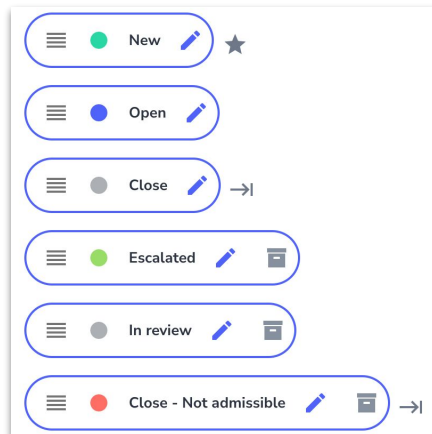 New
Open
Close
Escalated
In review
Close - Not admissible